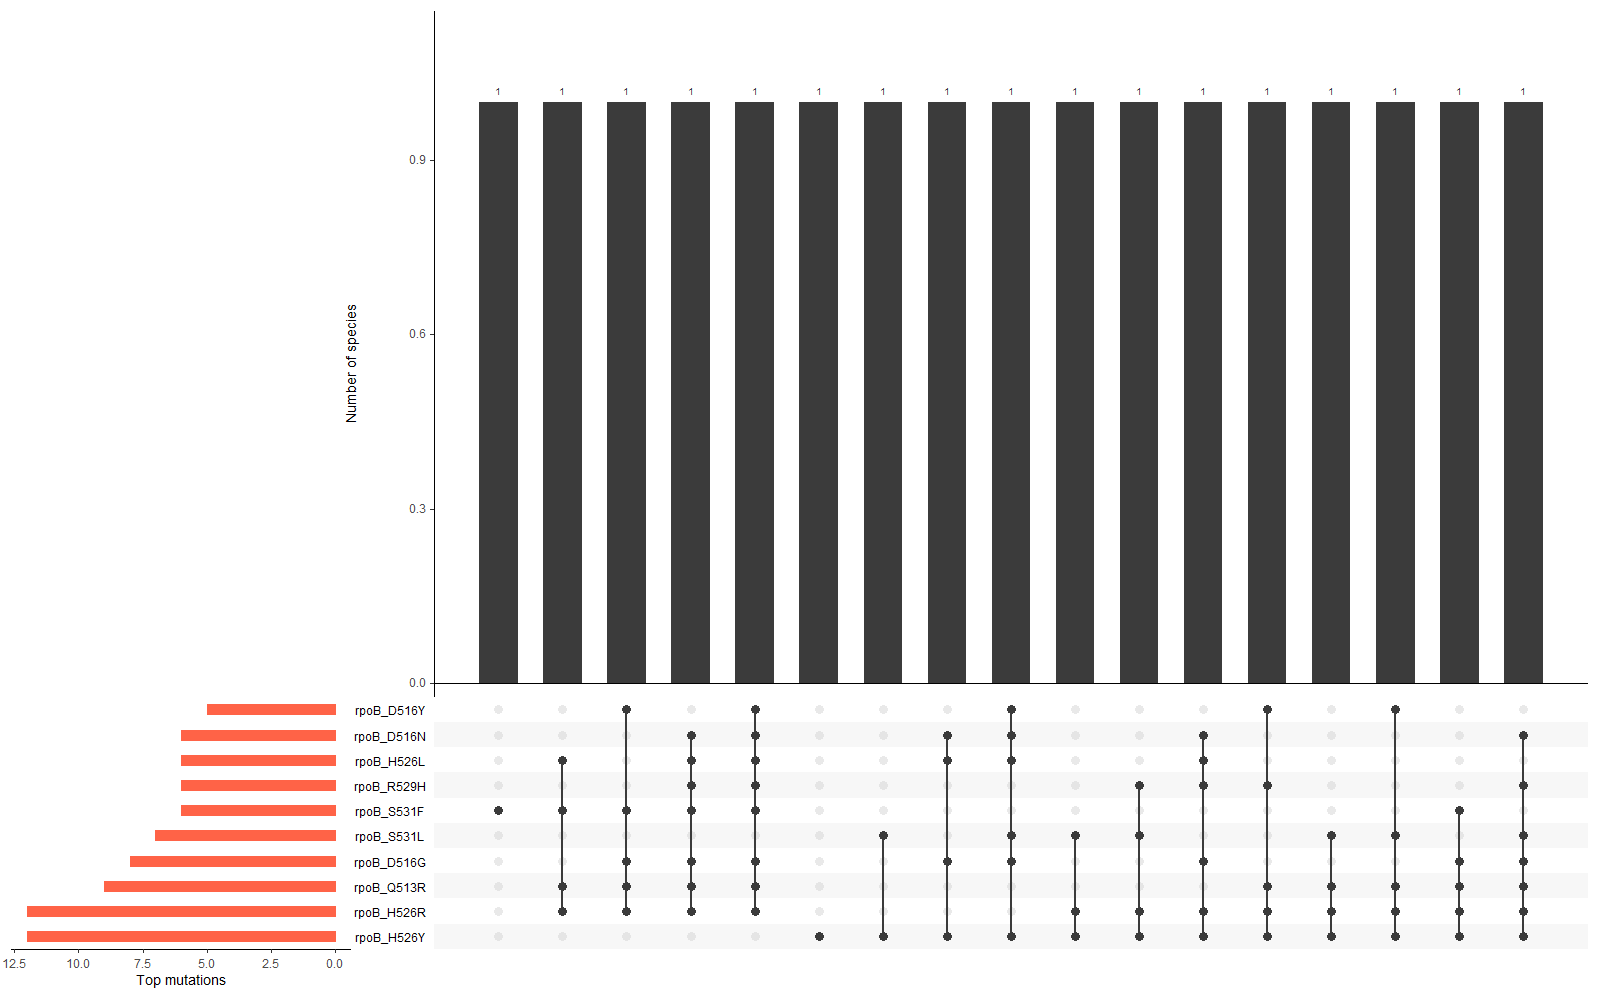 1 1 1 1 1 1 1 1 1 1 1 1 1 1 1 1 1
0.9
0.6
0.3
0.0
Number of species
rpoB_D516Y
rpoB_D516N
rpoB_H526L
rpoB_R529H
rpoB_S531F
rpoB_S531L
rpoB_D516G
rpoB_Q513R
rpoB_H526R
rpoB_H526Y
12.5 10.0 7.5 5.0 2.5 0.0
Top mutations